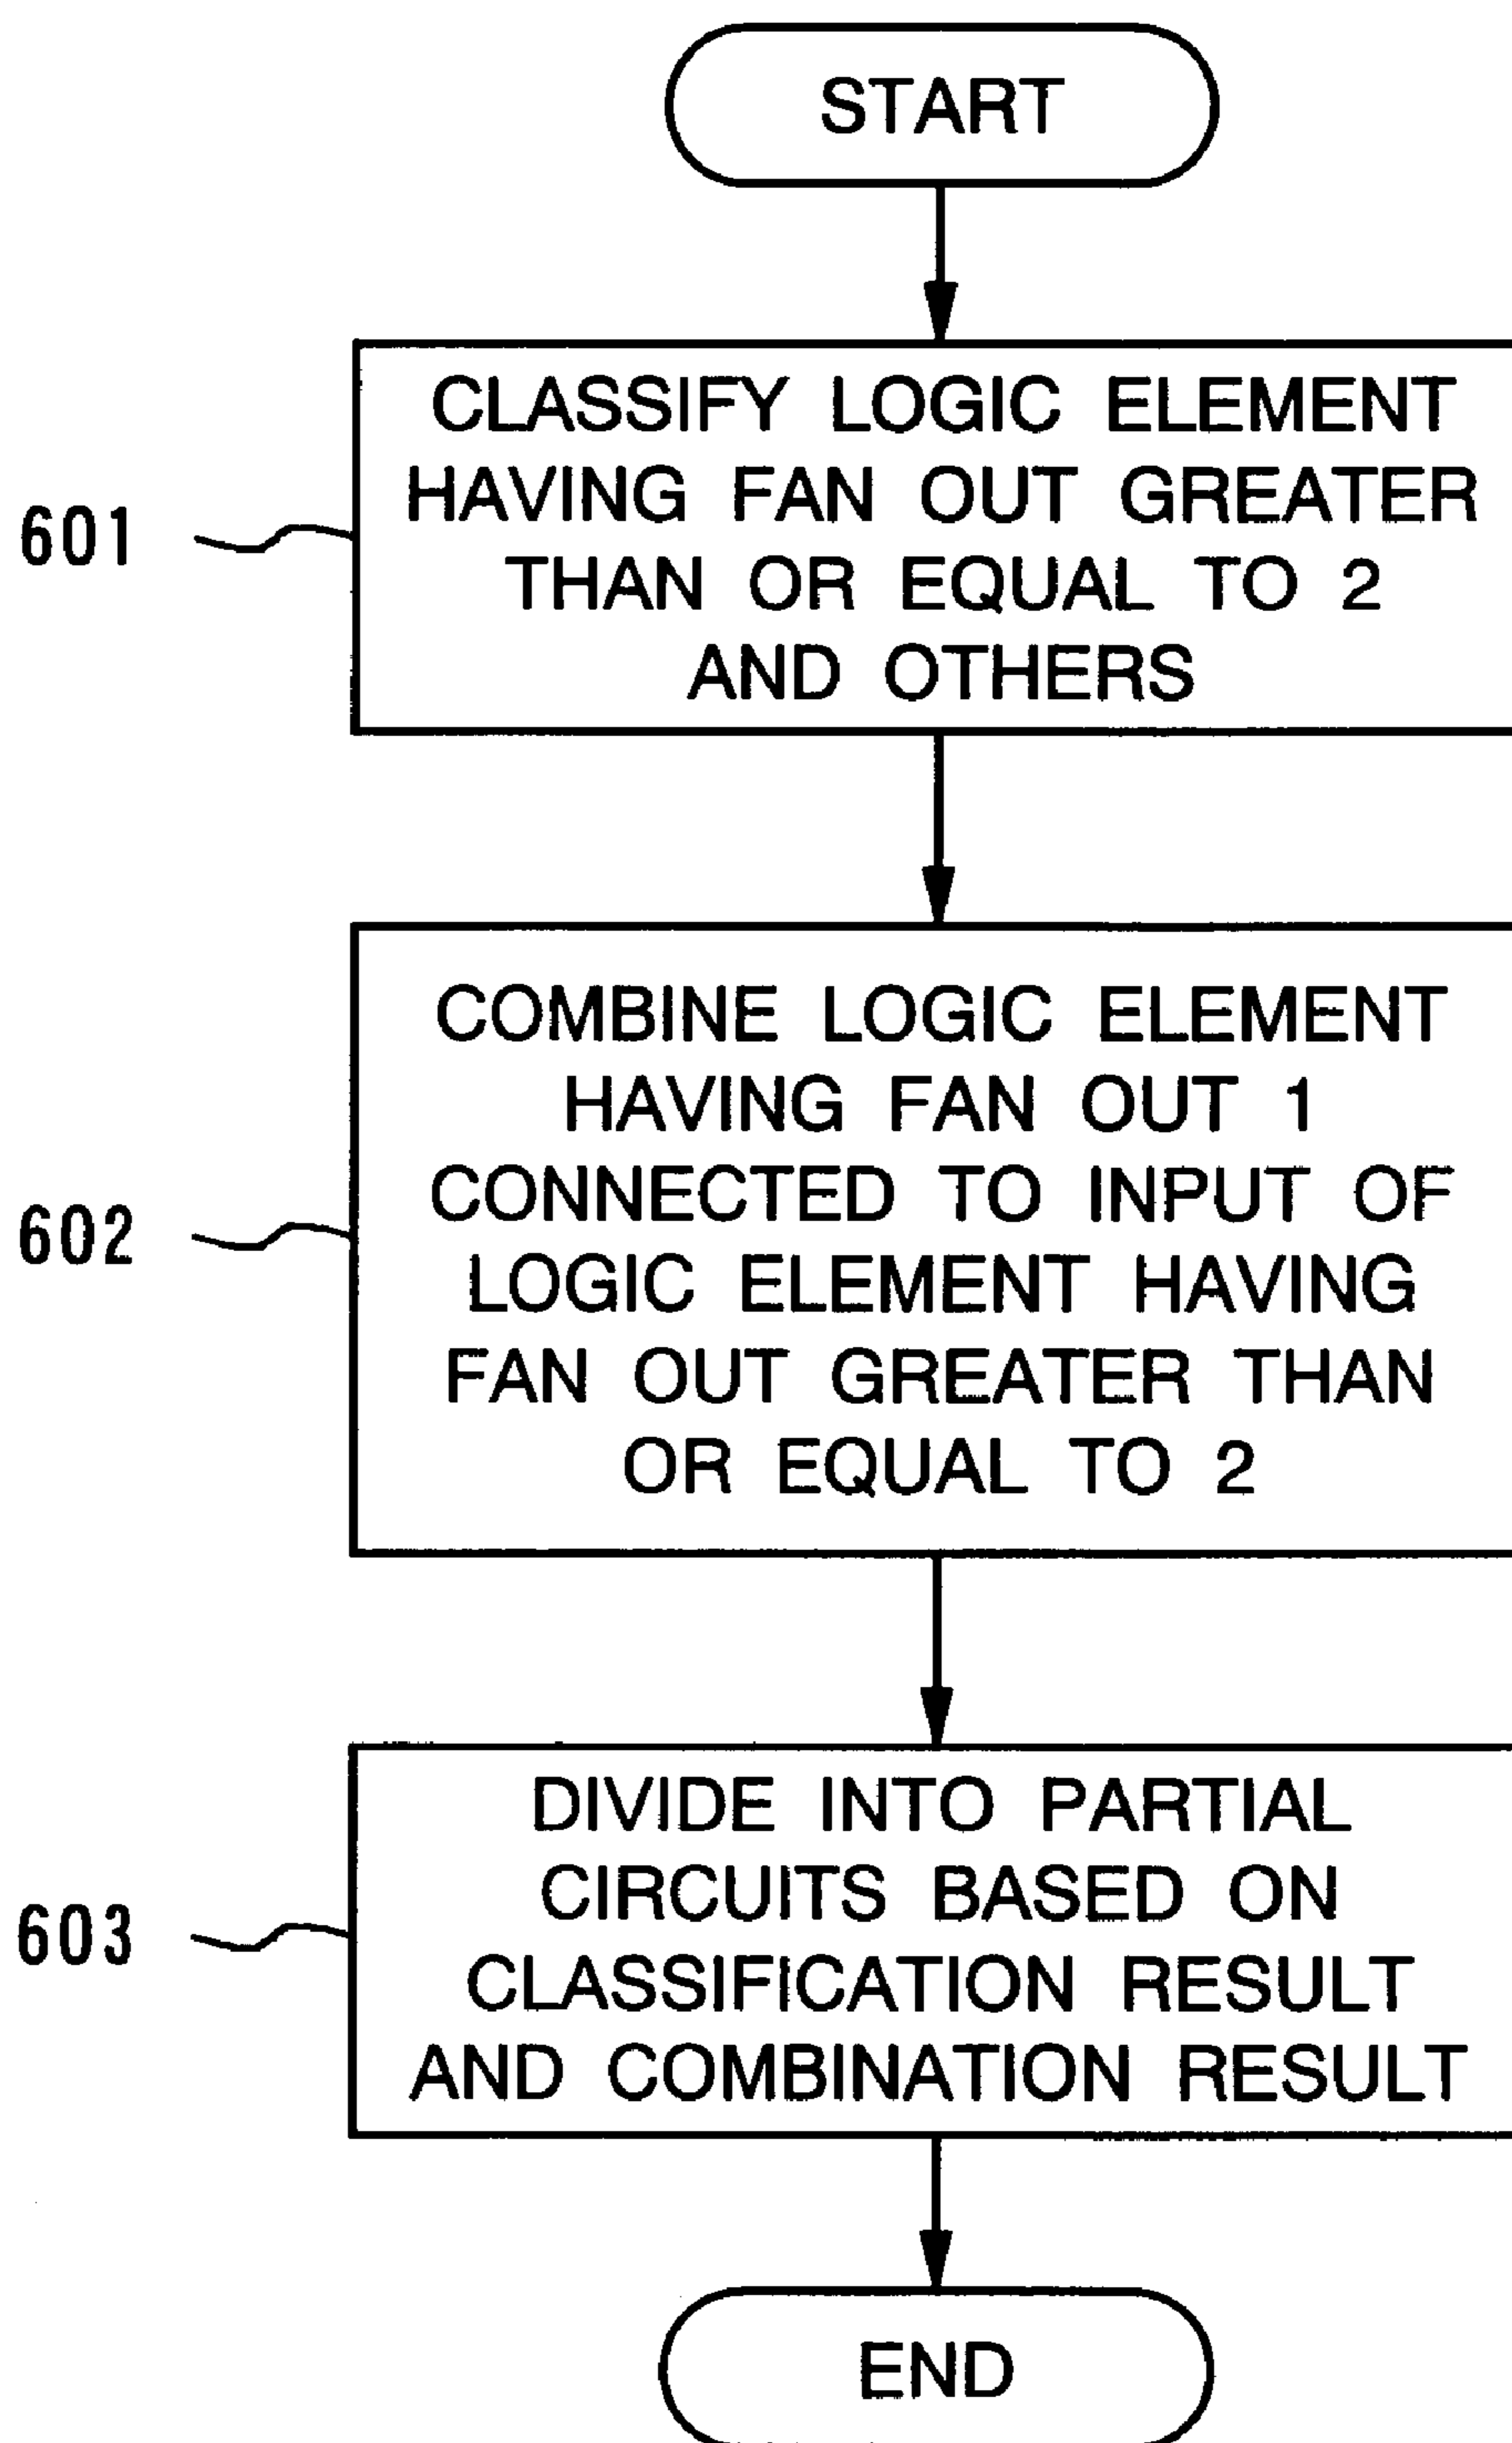 START
CLASSIFY LOGIC ELEMENT
HAVING FAN OUT GREATER
THAN OR EQUAL TO 2
AND OTHERS
601
COMBINE LOGIC ELEMENT
HAVING FAN OUT 1
CONNECTED TO INPUT OF
LOGIC ELEMENT HAVING
FAN OUT GREATER THAN
OR EQUAL TO 2
602
DIVIDE INTO PARTIAL
CIRCUITS BASED ON
CLASSIFICATION RESULT
AND COMBINATION RESULT
603
END